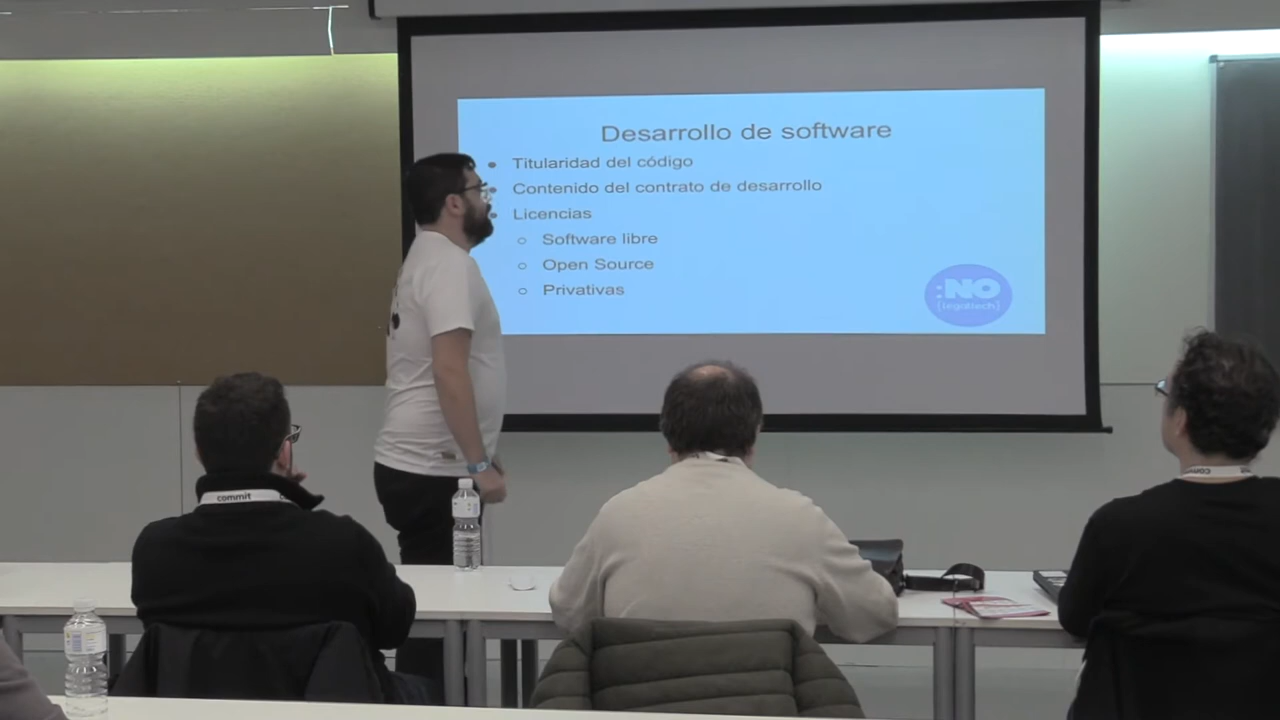 Desarrollo de software
• Titularidad del código
• Contenido del contrato de desarrollo
• Licencias
○ Software libre
○ Open Source
○ Privativas
:NO
{legaltech}
commit